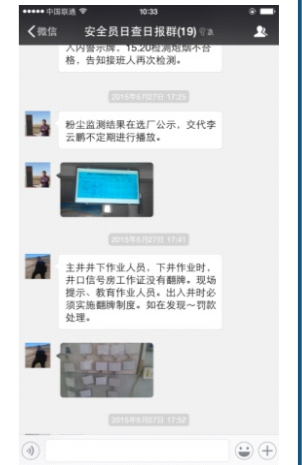 中国联通 10:33
微信 安全员日查日报群(19)
人内警示牌，15.20检测炮烟不合
格，告知接班人再次检测。
2015年5月27日 17:25
粉尘监测结果在选厂公示，交代李
云鹏不定期进行播放。
2015年5月27日 17:41
主井井下作业人员，下井作业时，
井口信号房工作证没有翻牌。现场
提示、教育作业人员。出入井时必
须实施翻牌制度。如在发现～罚款
处理。
2015年5月27日 17:52